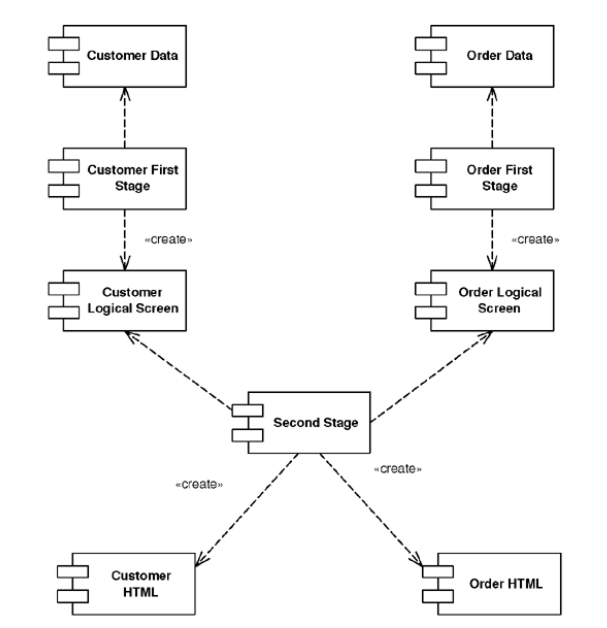 Customer Data
Order Data
Customer First
Stage
Order First
Stage
«create»
«create»
Customer
Logical Screen
Order Logical
Screen
Second Stage
«create»
«create»
Customer
HTML
Order HTML